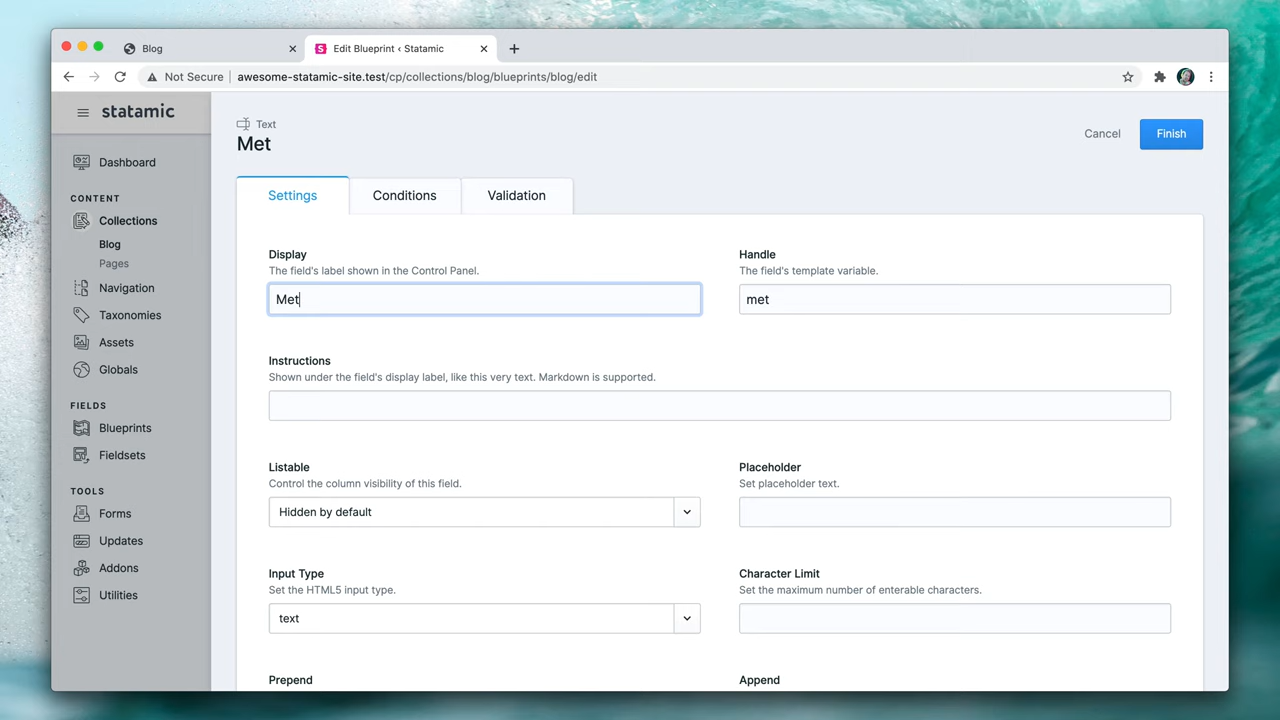 Blog
Edit Blueprint ‹ Statamic
Not Secure
awesome-statamic-site.test/cp/collections/blog/blueprints/blog/edit
statamic
Dashboard
CONTENT
Collections
Blog
Pages
Navigation
Taxonomies
Assets
Globals
FIELDS
Blueprints
Fieldsets
TOOLS
Forms
Updates
Addons
Utilities
Text
Met
Cancel
Finish
Settings
Conditions
Validation
Display
The field's label shown in the Control Panel.
Met
Handle
The field's template variable.
met
Instructions
Shown under the field's display label, like this very text. Markdown is supported.
Listable
Control the column visibility of this field.
Hidden by default
Placeholder
Set placeholder text.
Input Type
Set the HTML5 input type.
text
Character Limit
Set the maximum number of enterable characters.
Prepend
Append